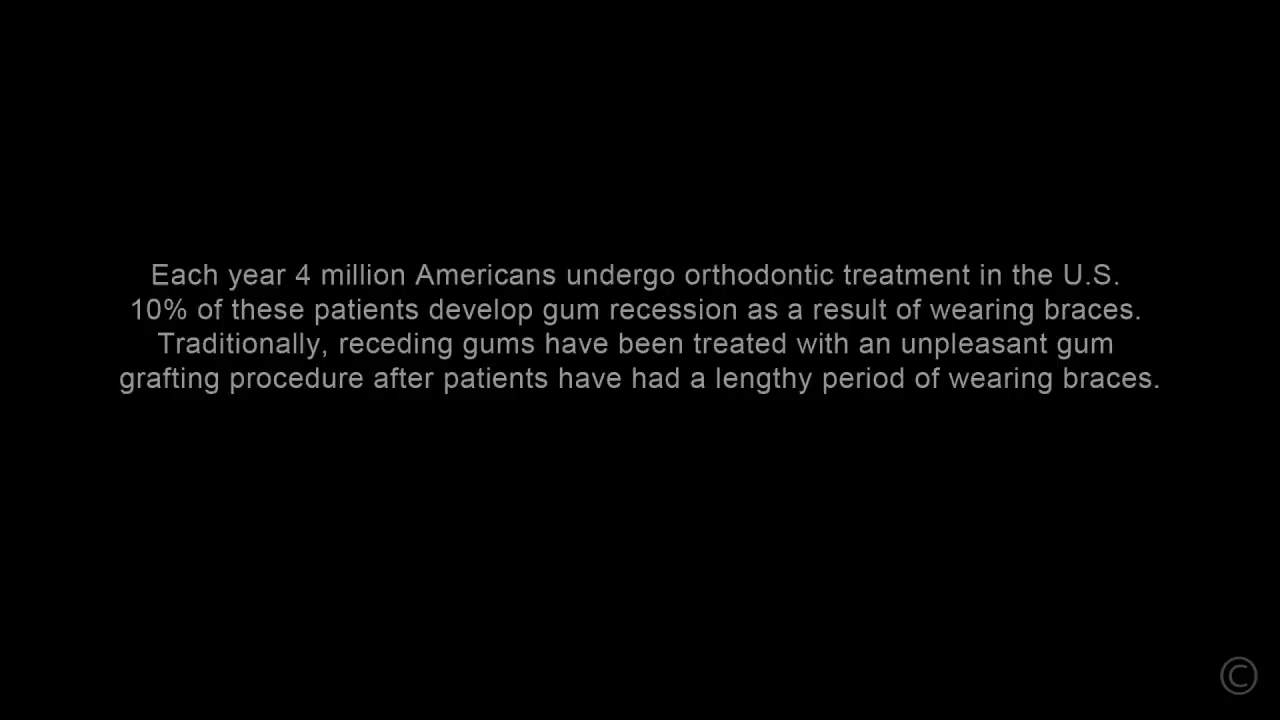 Each year 4 million Americans undergo orthodontic treatment in the U.S.
10% of these patients develop gum recession as a result of wearing braces.
Traditionally, receding gums have been treated with an unpleasant gum
grafting procedure after patients have had a lengthy period of wearing braces.
©